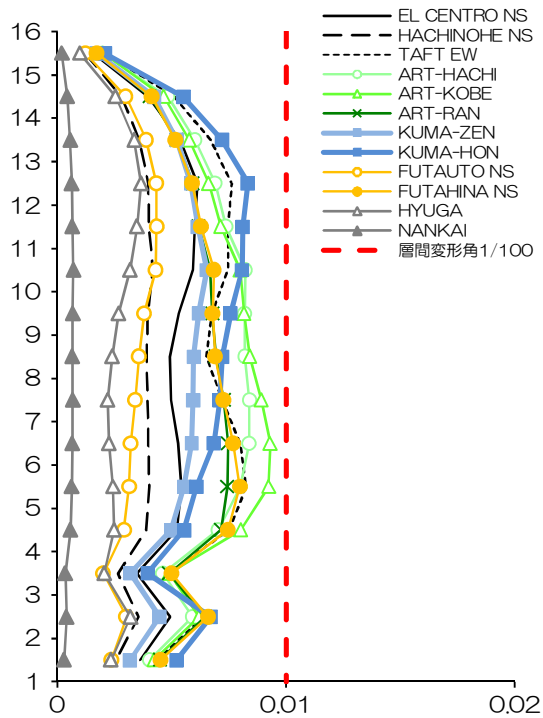 EL CENTRO NS
HACHINOHE NS
TAFT EW
ART-HACHI
ART-KOBE
ART-RAN
KUMA-ZEN
KUMA-HON
FUTAUTO NS
FUTAHINA NS
HYUGA
NANKAI
層間変形角1/100
16
15
14
13
12
11
10
9
8
7
6
5
4
3
2
1
0
0.01
0.02